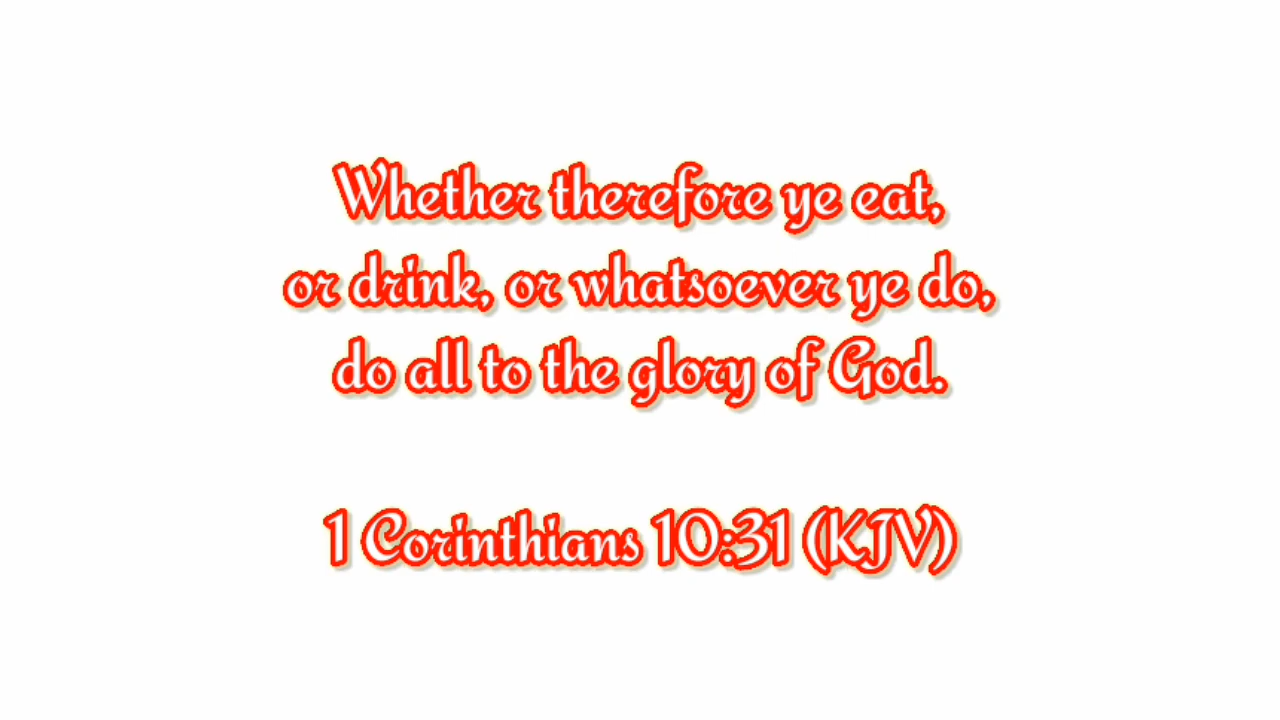 Whether therefore ye eat,
or drink, or whatsoever ye do,
do all to the glory of God.
1 Corinthians 10:31 (KJV)